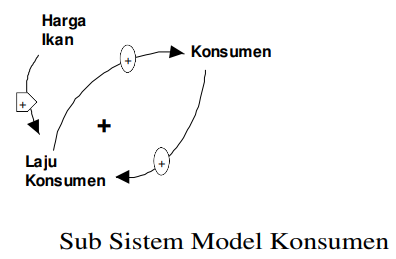 Harga
Ikan
+
Konsumen
+
+
+
Laju
Konsumen
Sub Sistem Model Konsumen